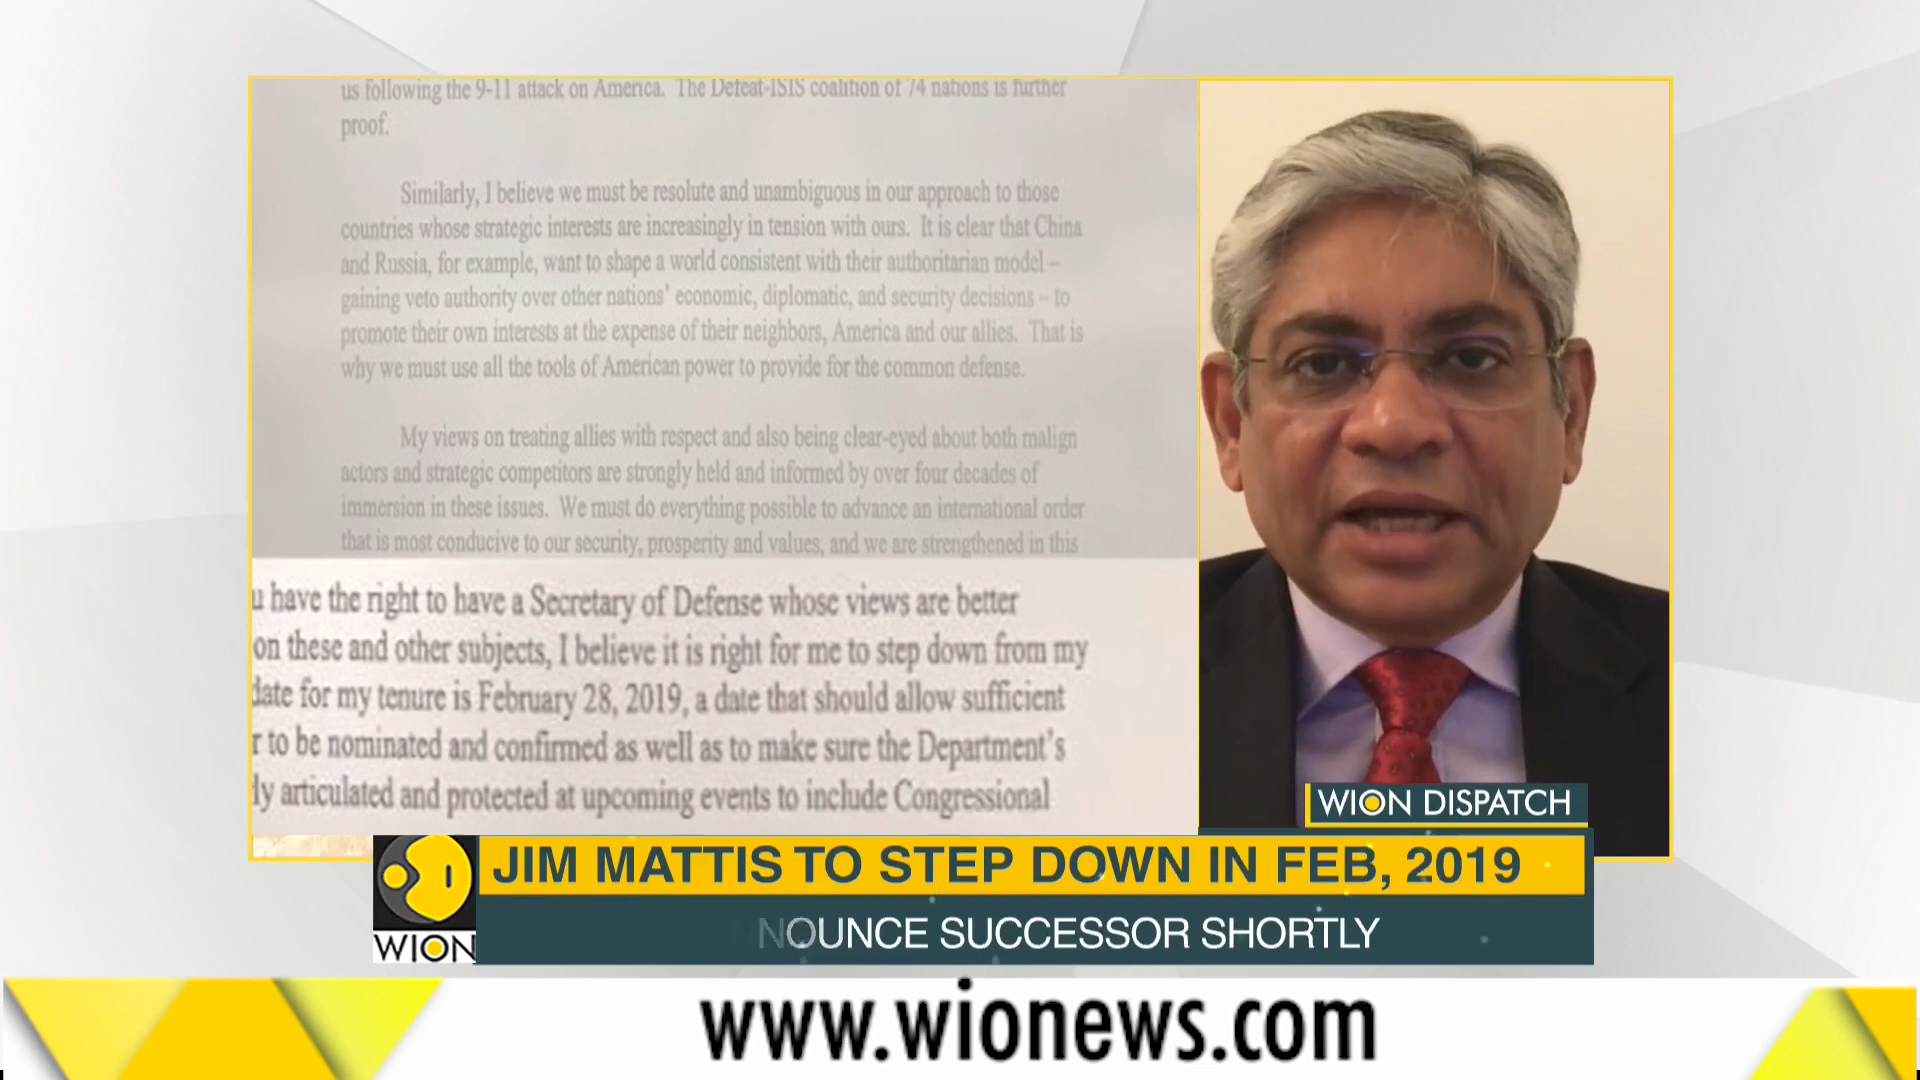 us following the 9-11 attack on America. The Defeat-ISIS coalition of 74 nations is further
proof.
Similarly, I believe we must be resolute and unambiguous in our approach to those
countries whose strategic interests are increasingly in tension with ours. It is clear that China
and Russia, for example, want to shape a world consistent with their authoritarian model –
gaining veto authority over other nations' economic, diplomatic, and security decisions – to
promote their own interests at the expense of their neighbors, America and our allies. That is
why we must use all the tools of American power to provide for the common defense.
My views on treating allies with respect and also being clear-eyed about both malign
actors and strategic competitors are strongly held and informed by over four decades of
immersion in these issues. We must do everything possible to advance an international order
that is most conducive to our security, prosperity and values, and we are strengthened in this
u have the right to have a Secretary of Defense whose views are better
on these and other subjects, I believe it is right for me to step down from my
date for my tenure is February 28, 2019, a date that should allow sufficient
r to be nominated and confirmed as well as to make sure the Department's
ly articulated and protected at upcoming events to include Congressional
WION DISPATCH
JIM MATTIS TO STEP DOWN IN FEB, 2019
NOUNCE SUCCESSOR SHORTLY
WION
www.wionews.com